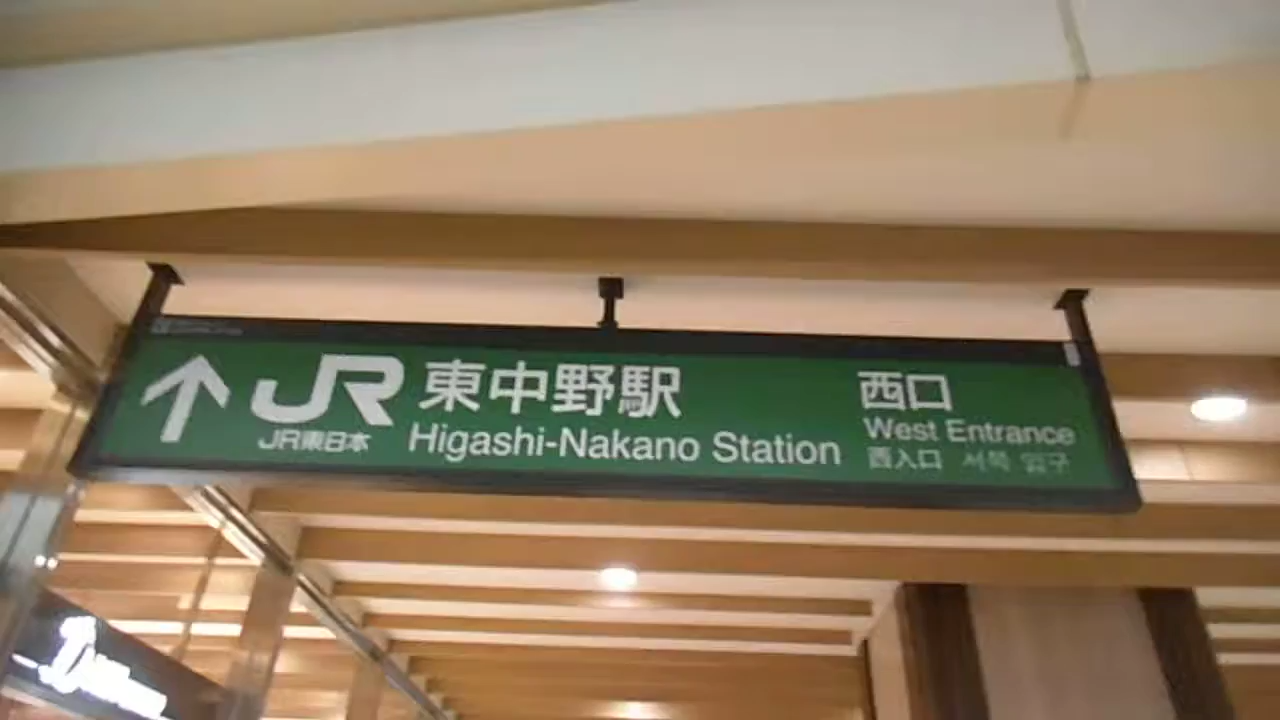 JR 東中野駅 西口
JR東日本 Higashi-Nakano Station West Entrance
西入口 서쪽 입구